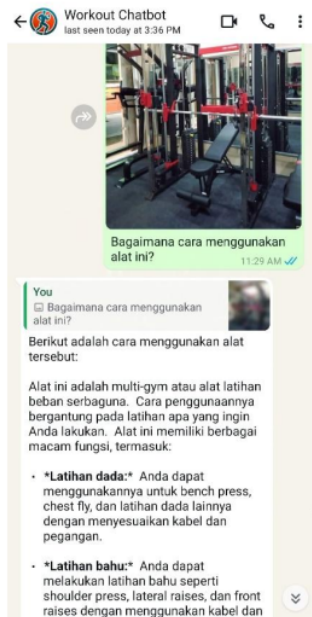 Workout Chatbot
last seen today at 3:36 PM
Bagaimana cara menggunakan
alat ini?
11:29 AM
You
Bagaimana cara menggunakan
alat ini?
Berikut adalah cara menggunakan alat
tersebut:
Alat ini adalah multi-gym atau alat latihan
beban serbaguna. Cara penggunaannya
bergantung pada latihan apa yang ingin
Anda lakukan. Alat ini memiliki berbagai
macam fungsi, termasuk:
• *Latihan dada:* Anda dapat
menggunakannya untuk bench press,
chest fly, dan latihan dada lainnya
dengan menyesuaikan kabel dan
pegangan.
• *Latihan bahu:* Anda dapat
melakukan latihan bahu seperti
shoulder press, lateral raises, dan front
raises dengan menggunakan kabel dan